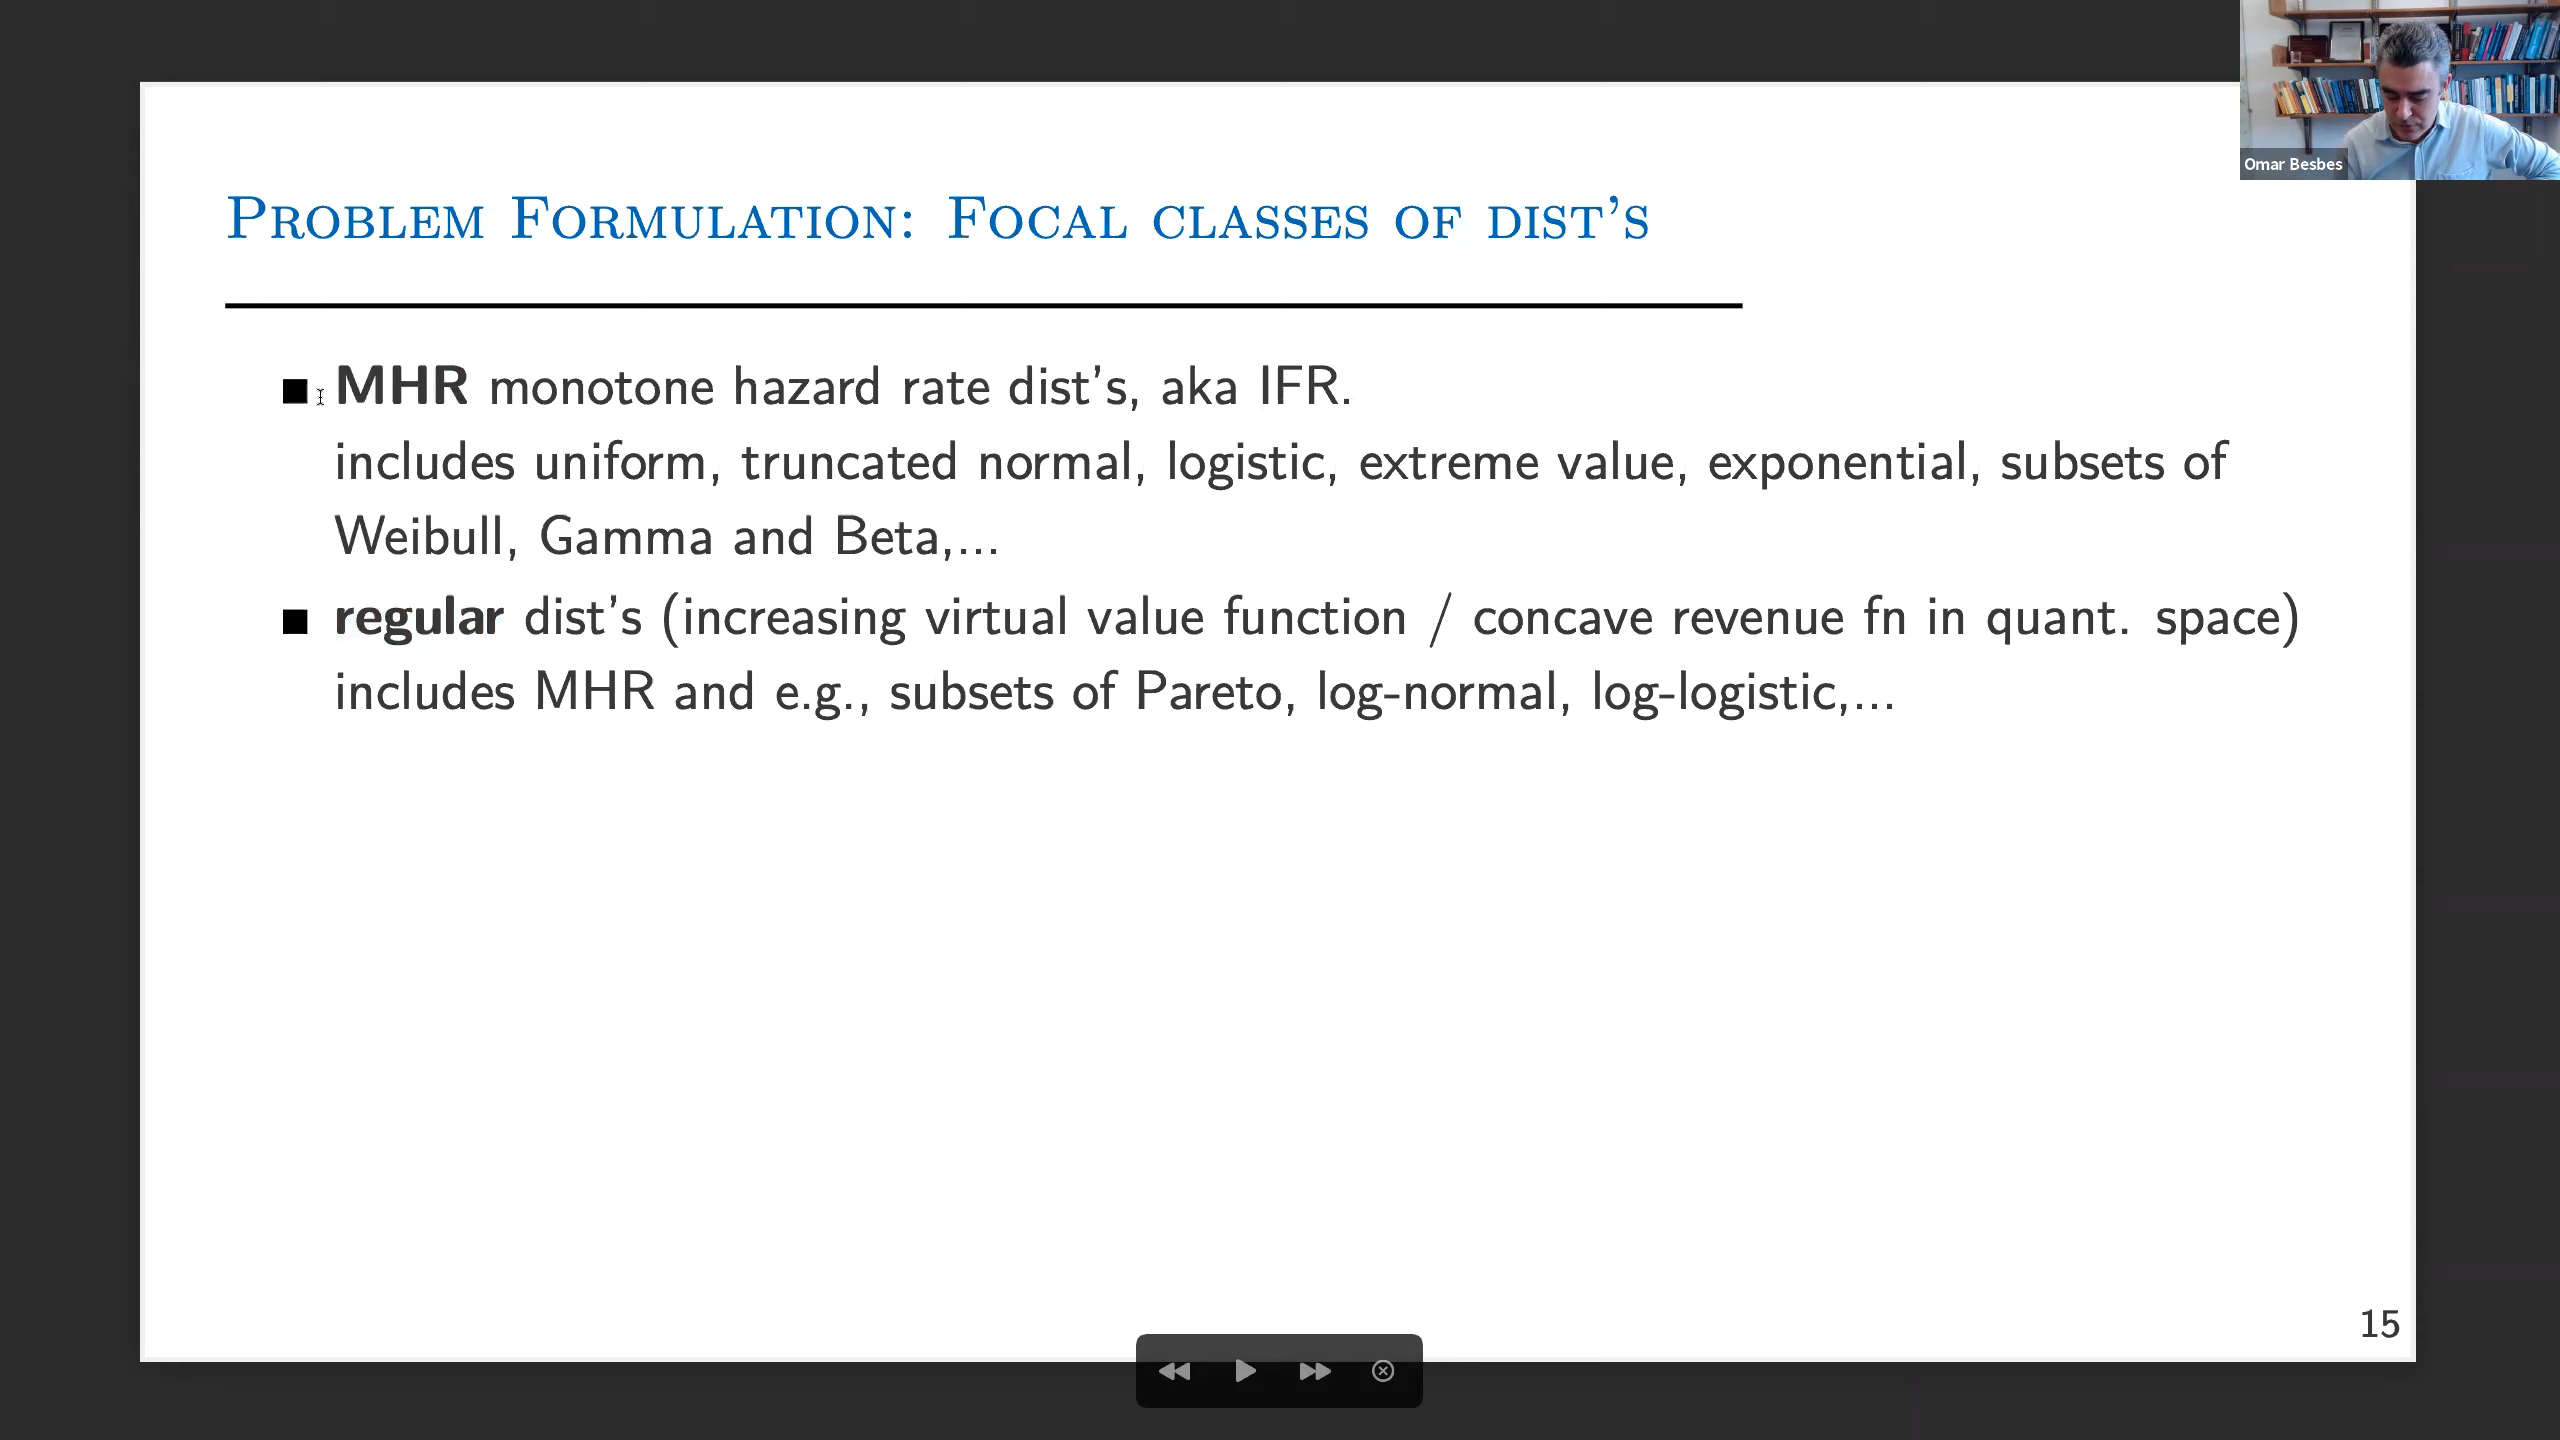 Omar Besbes
Problem Formulation: Focal classes of dist's
■ MHR monotone hazard rate dist's, aka IFR.
includes uniform, truncated normal, logistic, extreme value, exponential, subsets of
Weibull, Gamma and Beta,...
■ regular dist's (increasing virtual value function / concave revenue fn in quant. space)
includes MHR and e.g., subsets of Pareto, log-normal, log-logistic,...
15